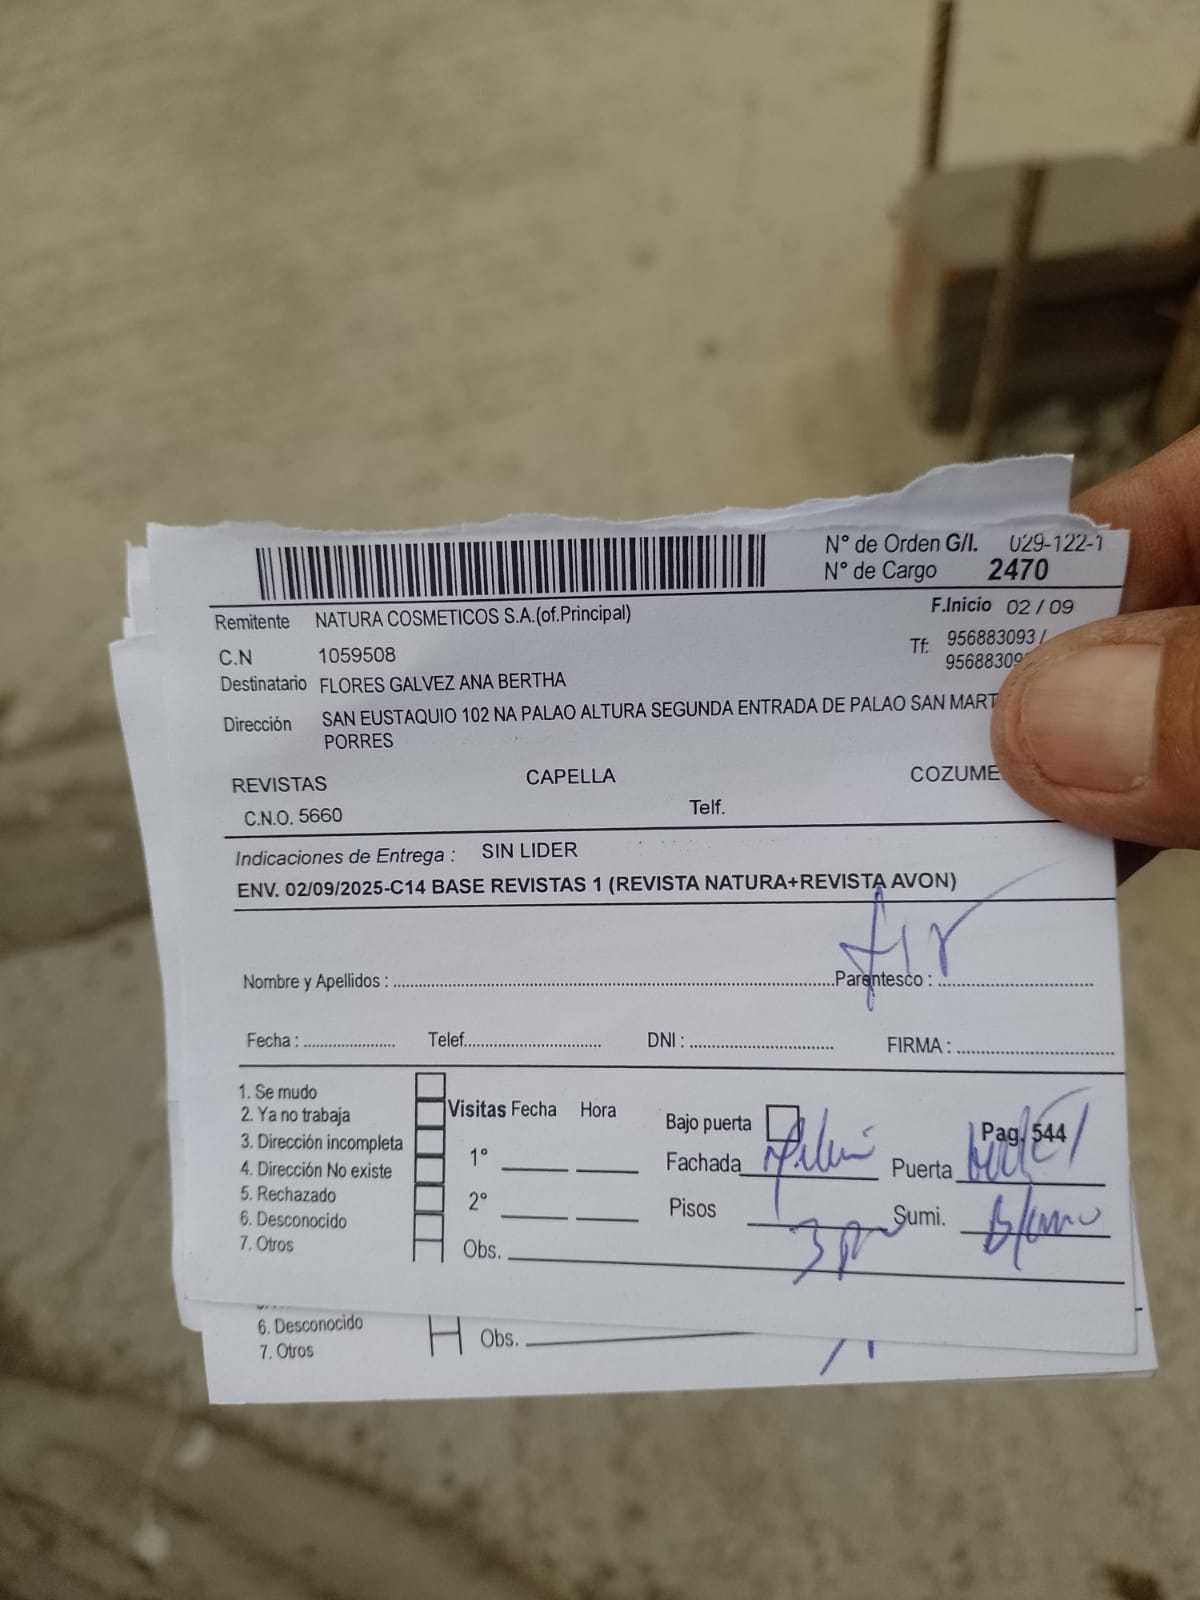 N° de Orden G/I. 029-122-1
N° de Cargo 2470
Remitente NATURA COSMETICOS S.A.(of.Principal)
F.Inicio 02 / 09
C.N 1059508
Tf: 956883093 /
95688309
Destinatario FLORES GALVEZ ANA BERTHA
Dirección SAN EUSTAQUIO 102 NA PALAO ALTURA SEGUNDA ENTRADA DE PALAO SAN MART
PORRES
REVISTAS CAPELLA COZUME
C.N.O. 5660 Telf.
Indicaciones de Entrega : SIN LIDER
ENV. 02/09/2025-C14 BASE REVISTAS 1 (REVISTA NATURA+REVISTA AVON)
Nombre y Apellidos : Parentesco :
Fecha : Telef. DNI : FIRMA :
1. Se mudo
2. Ya no trabaja
3. Dirección incompleta
4. Dirección No existe
5. Rechazado
6. Desconocido
7. Otros
Visitas Fecha Hora
1°
2°
Obs.
Bajo puerta Pag. 544
Fachada Puerta
Pisos 3 Sumi. Blanco
6. Desconocido
7. Otros
Obs.